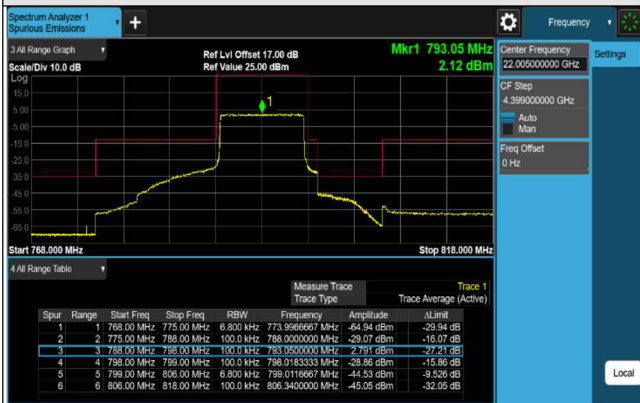 Spectrum Analyzer 1
Spurious Emissions
Frequency
3 All Range Graph
Scale/Div 10.0 dB
Ref Lvl Offset 17.00 dB
Ref Value 25.00 dBm
Mkr1 793.05 MHz
2.12 dBm
Log
15.0
5.00
-5.00
-15.0
-25.0
-35.0
-45.0
-55.0
-65.0
1
Start 768.000 MHz
Stop 818.000 MHz
4 All Range Table
Measure Trace Trace 1
Trace Type Trace Average (Active)
Spur Range Start Freq Stop Freq RBW Frequency Amplitude ΔLimit
1 1 768.00 MHz 775.00 MHz 6.800 kHz 773.9966667 MHz -64.94 dBm -29.94 dB
2 2 775.00 MHz 788.00 MHz 100.0 kHz 788.0000000 MHz -29.07 dBm -16.07 dB
3 3 788.00 MHz 798.00 MHz 100.0 kHz 793.0500000 MHz 2.791 dBm -27.21 dB
4 4 798.00 MHz 799.00 MHz 100.0 kHz 798.0183333 MHz -28.86 dBm -15.86 dB
5 5 799.00 MHz 806.00 MHz 6.800 kHz 799.0116667 MHz -44.53 dBm -9.526 dB
6 6 806.00 MHz 818.00 MHz 100.0 kHz 806.3400000 MHz -45.05 dBm -32.05 dB
Center Frequency
22.005000000 GHz
Settings
CF Step
4.399000000 GHz
Auto
Man
Freq Offset
0 Hz
Local